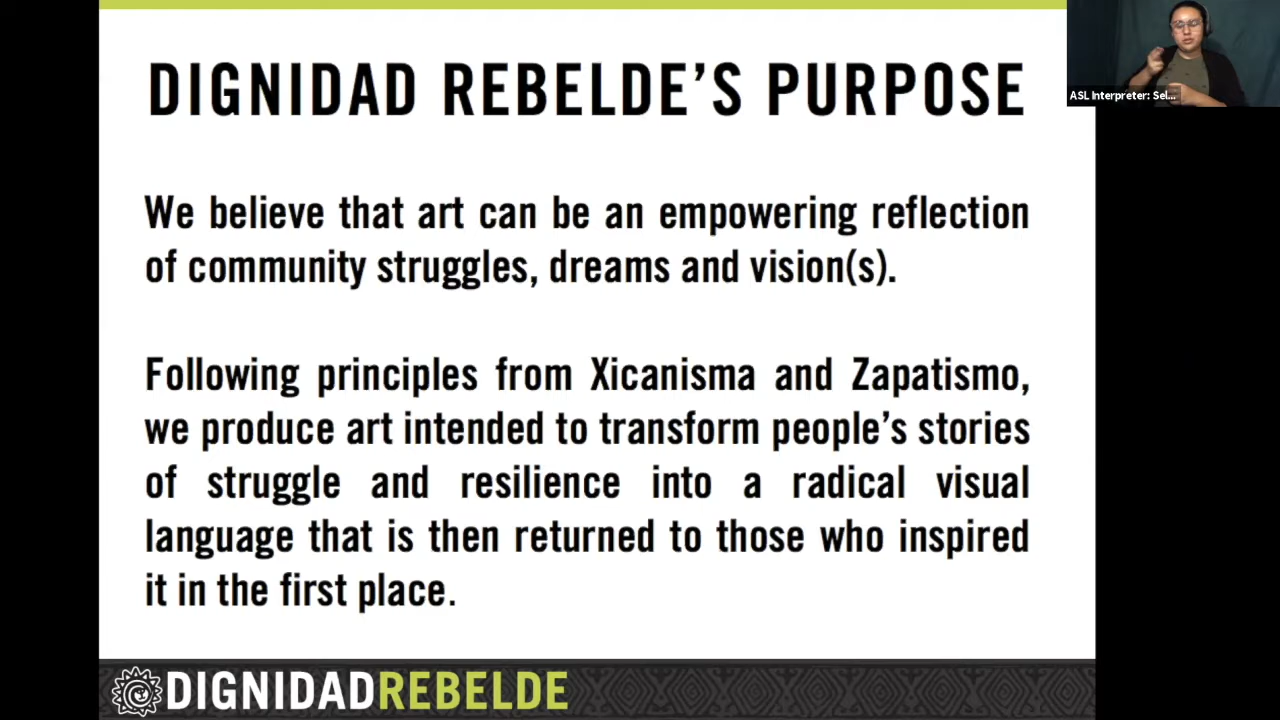 DIGNIDAD REBELDE’S PURPOSE
ASL Interpreter: Sel...
We believe that art can be an empowering reflection
of community struggles, dreams and vision(s).
Following principles from Xicanisma and Zapatismo,
we produce art intended to transform people’s stories
of struggle and resilience into a radical visual
language that is then returned to those who inspired
it in the first place.
DIGNIDADREBELDE